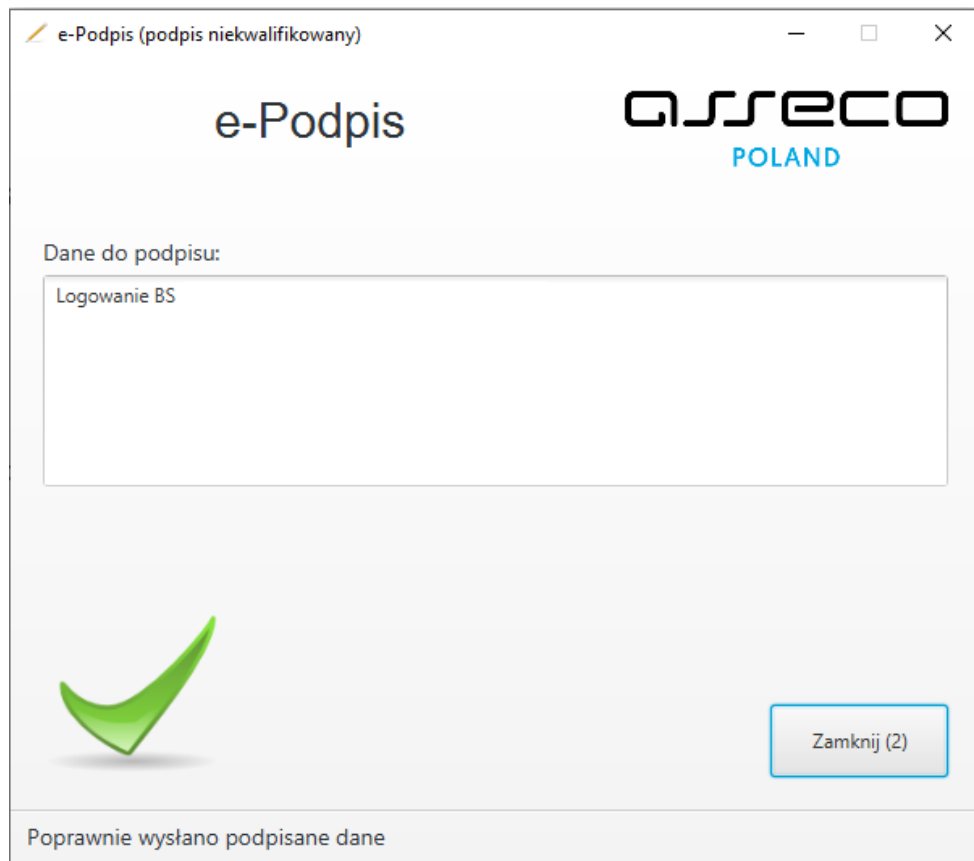 e-Podpis (podpis niekwalifikowany)
e-Podpis
asseco
POLAND
Dane do podpisu:
Logowanie BS
Zamknij (2)
Poprawnie wysłano podpisane dane